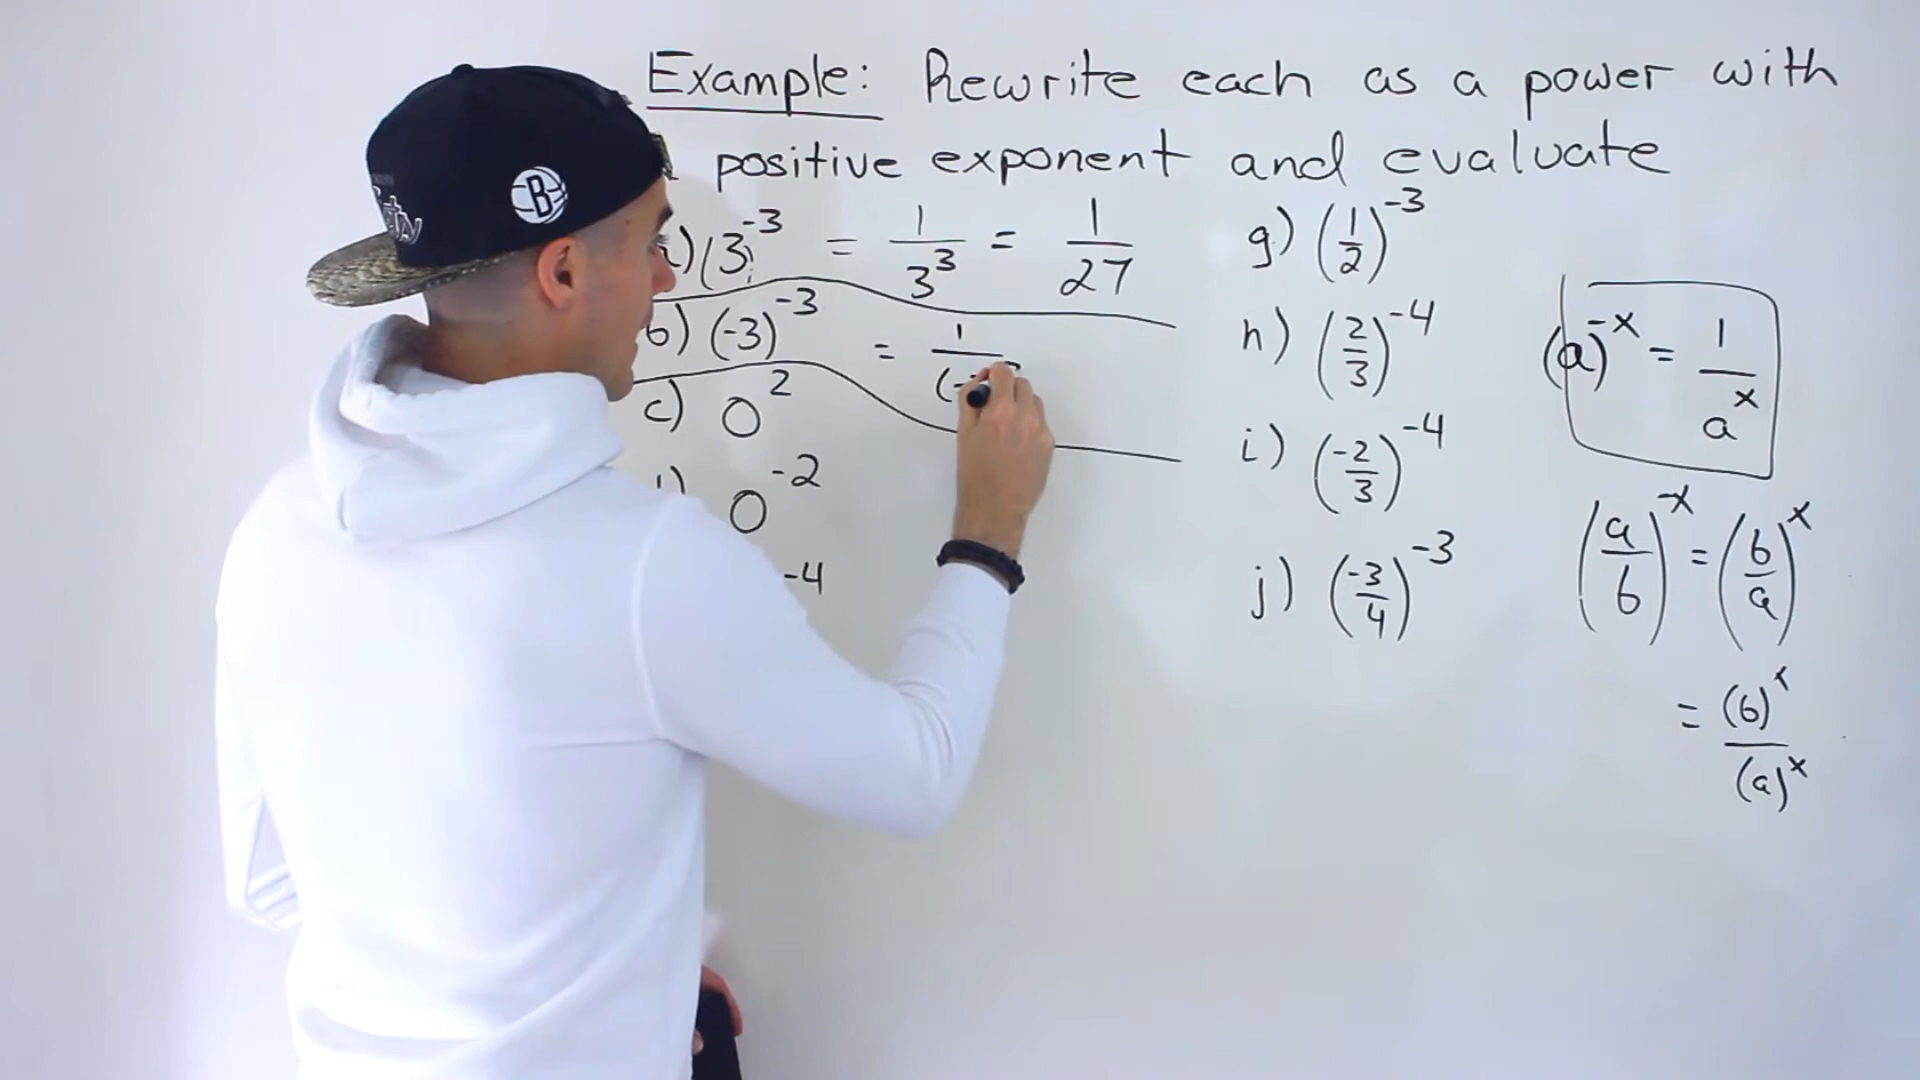 Example: Rewrite each as a power with
positive exponent and evaluate
(3)^-3 = 1/3^3 = 1/27
b) (-3)^-3 = 1/(-
c) 0^2
0^-2
-4
g) (1/2)^-3
h) (2/3)^-4
i) (-2/3)^-4
j) (-3/4)^-3
(a)^-x = 1/a^x
(a/b)^-x = (b/a)^x
= (b)^x/(a)^x
B